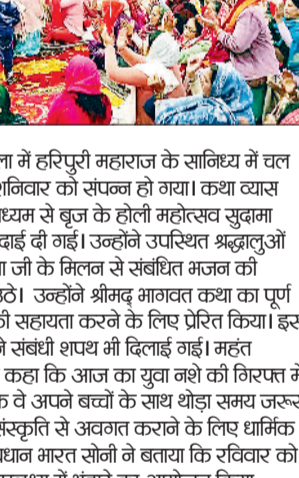 ला में हरिपुरी महाराज के सानिध्य में चल
शनिवार को संपन्न हो गया। कथा व्यास
ध्यम से बृज के होली महोत्सव सुदामा
दाई दी गई। उन्होंने उपस्थित श्रद्धालुओं
ा जी के मिलन से संबंधित भजन की
उठे। उन्होंने श्रीमद् भागवत कथा का पूर्ण
की सहायता करने के लिए प्रेरित किया। इस
ने संबंधी शपथ भी दिलाई गई। महंत
कहा कि आज का युवा नशे की गिरफ्त में
क वे अपने बच्चों के साथ थोड़ा समय जरूर
संस्कृति से अवगत कराने के लिए धार्मिक
प्रधान भारत सोनी ने बताया कि रविवार को